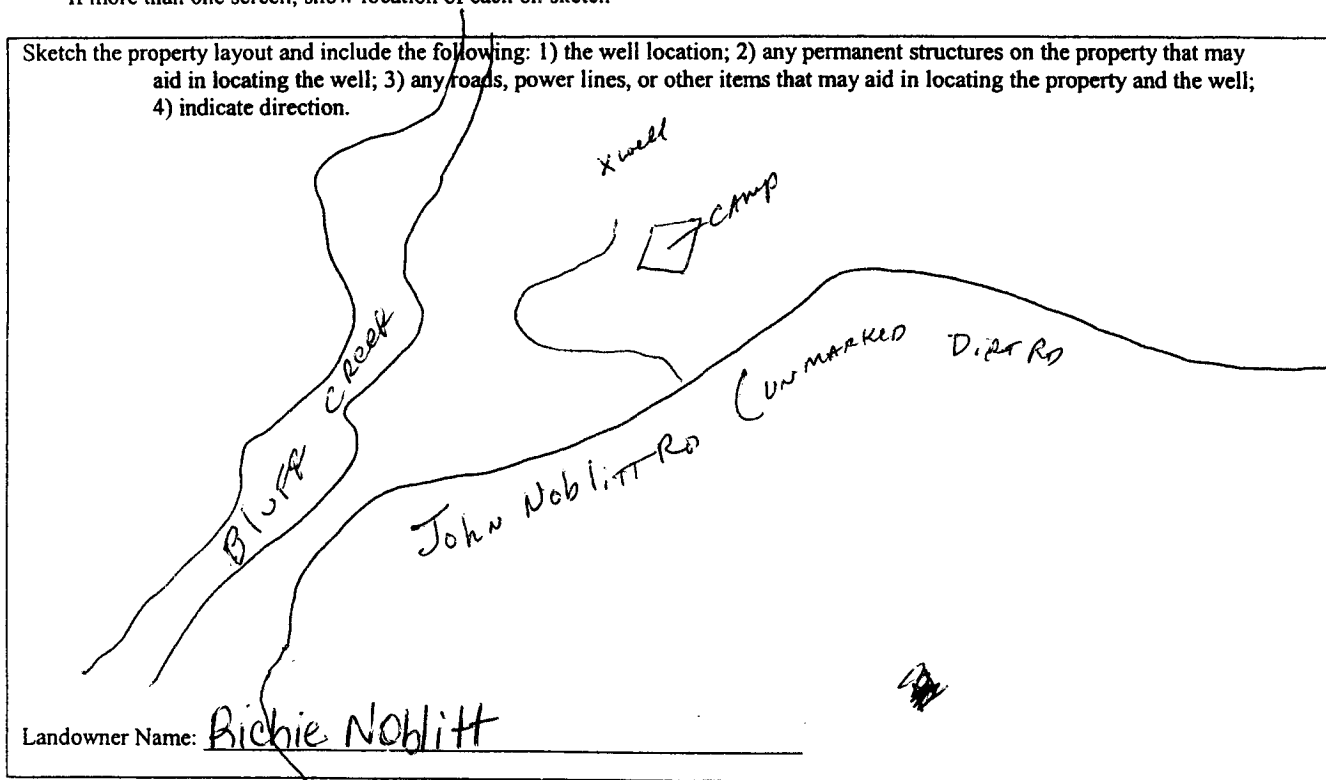 If more than one screen, show location of each on sketch
Sketch the property layout and include the following: 1) the well location; 2) any permanent structures on the property that may
aid in locating the well; 3) any roads, power lines, or other items that may aid in locating the property and the well;
4) indicate direction.
x well
CAMP
BLUFF CREEK
(UNMARKED DIRT RD
JOHN NOBLITT RD
Landowner Name: Richie Noblitt